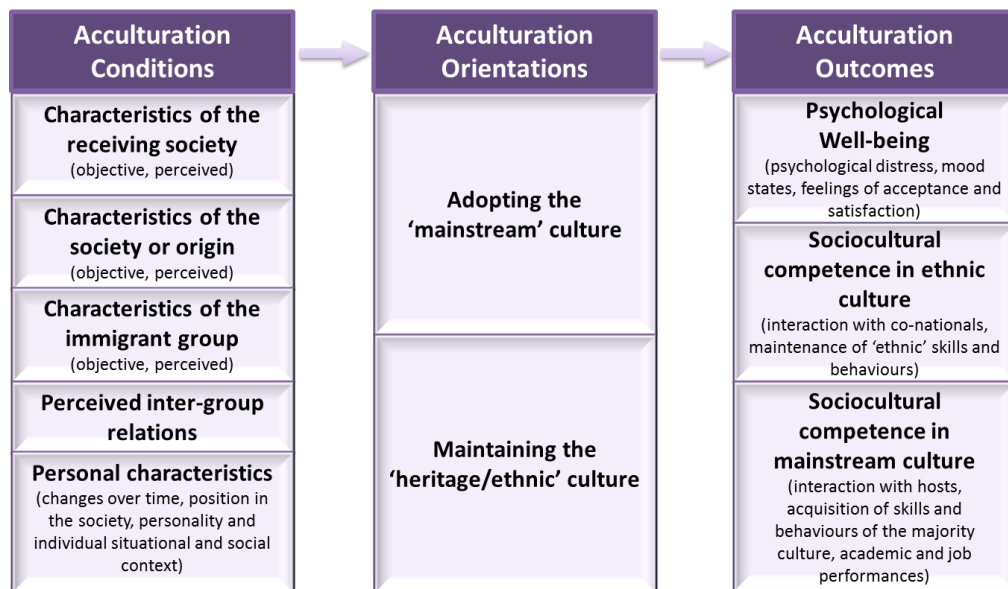 Acculturation
Conditions
Characteristics of the
receiving society
(objective, perceived)
Characteristics of the
society or origin
(objective, perceived)
Characteristics of the
immigrant group
(objective, perceived)
Perceived inter-group
relations
Personal characteristics
(changes over time, position in
the society, personality and
individual situational and social
context)
Acculturation
Orientations
Adopting the
‘mainstream’ culture
Maintaining the
‘heritage/ethnic’ culture
Acculturation
Outcomes
Psychological
Well-being
(psychological distress, mood
states, feelings of acceptance and
satisfaction)
Sociocultural
competence in ethnic
culture
(interaction with co-nationals,
maintenance of ‘ethnic’ skills and
behaviours)
Sociocultural
competence in
mainstream culture
(interaction with hosts,
acquisition of skills and
behaviours of the majority
culture, academic and job
performances)